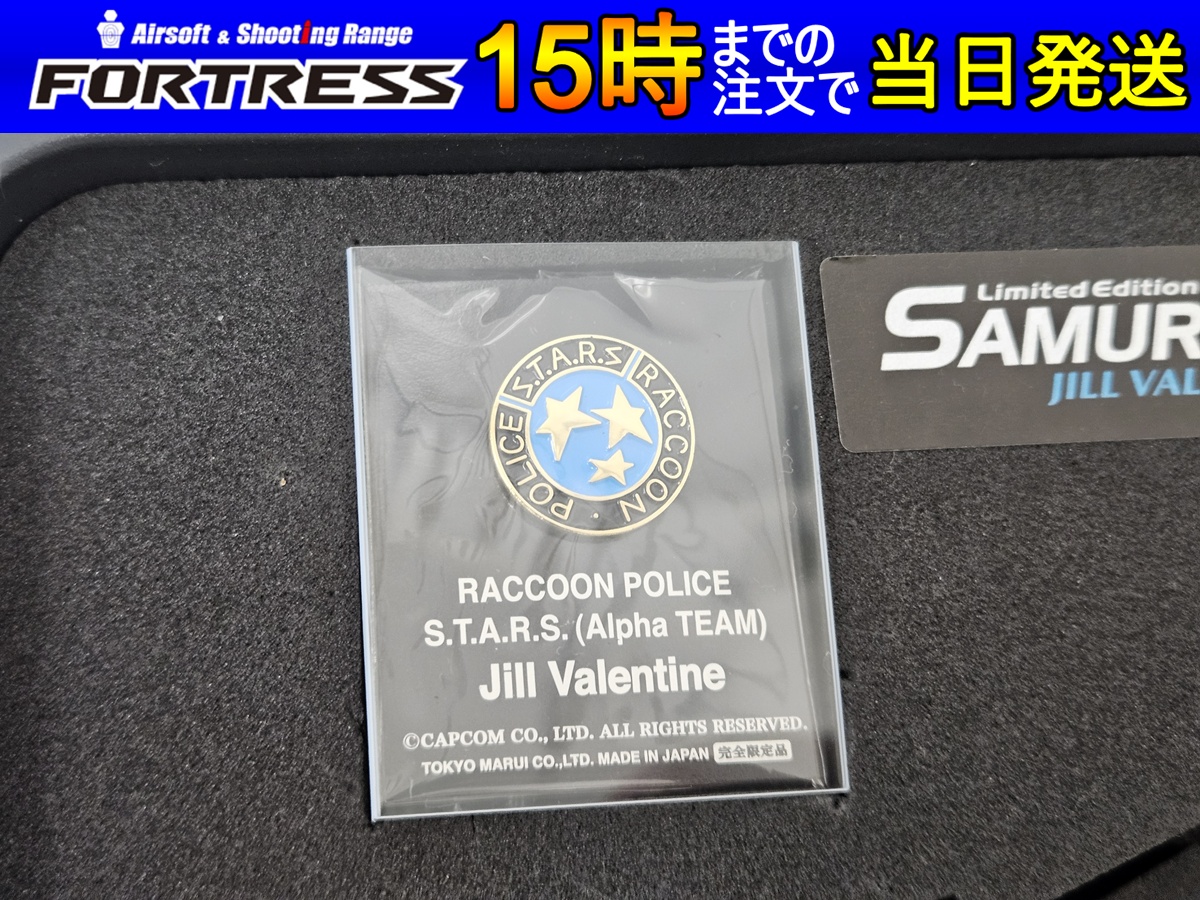 Airsoft & Shooting Range
FORTRESS
15時
までの
注文で
当日発送
S.T.A.R.S
RACCOON · POLICE
Limited Edition
SAMUR
JILL VAL
RACCOON POLICE
S.T.A.R.S. (Alpha TEAM)
Jill Valentine
©CAPCOM CO., LTD. ALL RIGHTS RESERVED.
TOKYO MARUI CO.,LTD. MADE IN JAPAN 完全限定品